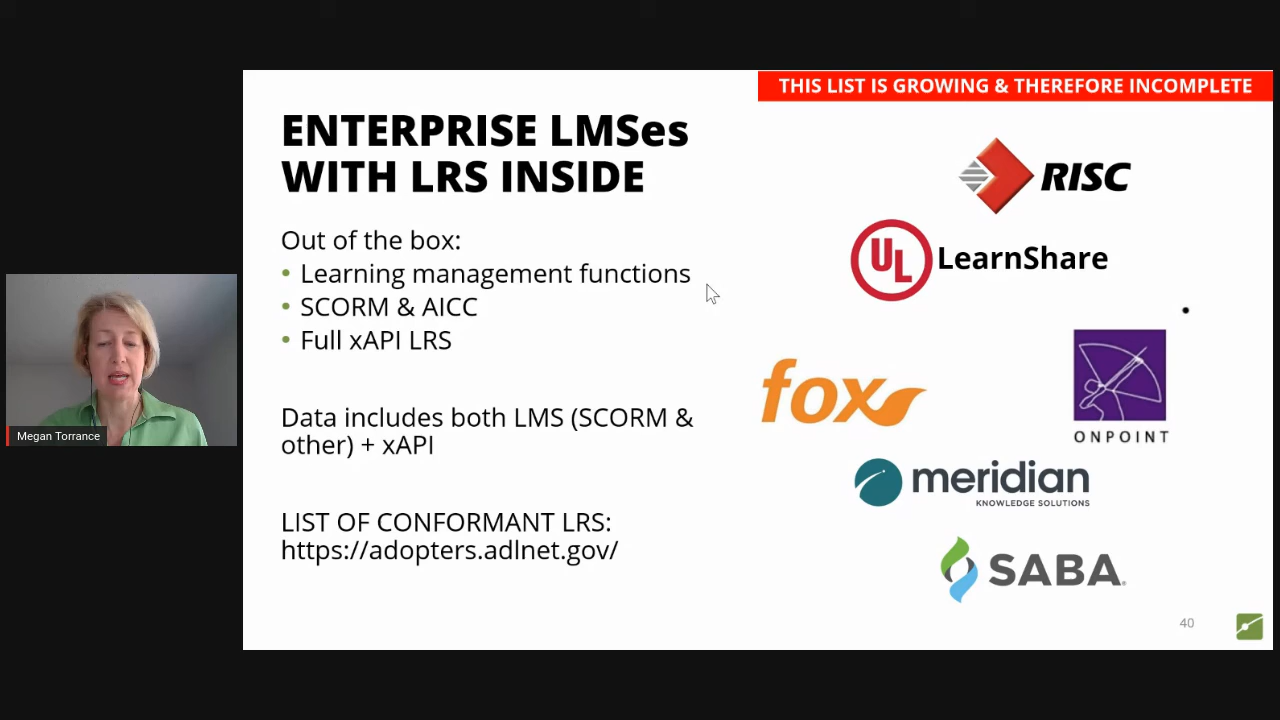 THIS LIST IS GROWING & THEREFORE INCOMPLETE
ENTERPRISE LMSes
WITH LRS INSIDE
Out of the box:
• Learning management functions
• SCORM & AICC
• Full xAPI LRS
Data includes both LMS (SCORM &
other) + xAPI
LIST OF CONFORMANT LRS:
https://adopters.adlnet.gov/
RISC
UL LearnShare
fox
ONPOINT
meridian
KNOWLEDGE SOLUTIONS
SABA
40
Megan Torrance